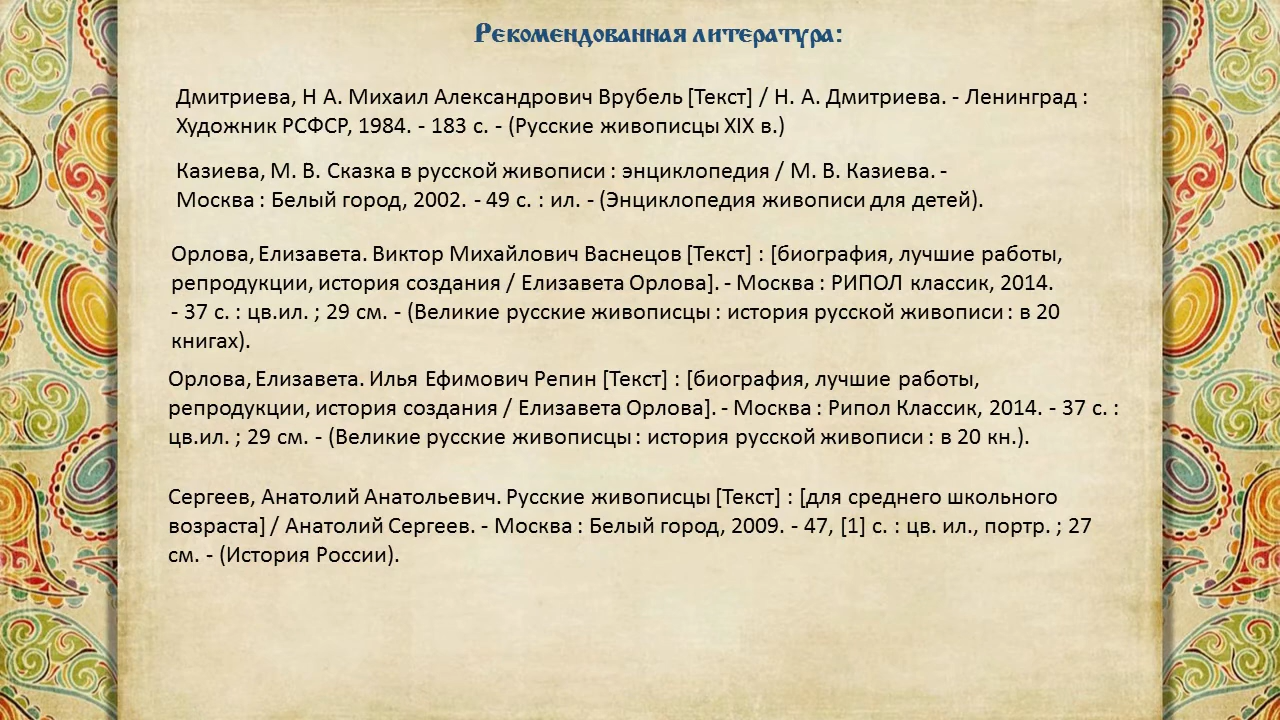 Рекомендованная литература:
Дмитриева, Н А. Михаил Александрович Врубель [Текст] / Н. А. Дмитриева. - Ленинград :
Художник РСФСР, 1984. - 183 с. - (Русские живописцы XIX в.)
Казиева, М. В. Сказка в русской живописи : энциклопедия / М. В. Казиева. -
Москва : Белый город, 2002. - 49 с. : ил. - (Энциклопедия живописи для детей).
Орлова, Елизавета. Виктор Михайлович Васнецов [Текст] : [биография, лучшие работы,
репродукции, история создания / Елизавета Орлова]. - Москва : РИПОЛ классик, 2014.
- 37 с. : цв.ил. ; 29 см. - (Великие русские живописцы : история русской живописи : в 20
книгах).
Орлова, Елизавета. Илья Ефимович Репин [Текст] : [биография, лучшие работы,
репродукции, история создания / Елизавета Орлова]. - Москва : Рипол Классик, 2014. - 37 с. :
цв.ил. ; 29 см. - (Великие русские живописцы : история русской живописи : в 20 кн.).
Сергеев, Анатолий Анатольевич. Русские живописцы [Текст] : [для среднего школьного
возраста] / Анатолий Сергеев. - Москва : Белый город, 2009. - 47, [1] с. : цв. ил., портр. ; 27
см. - (История России).